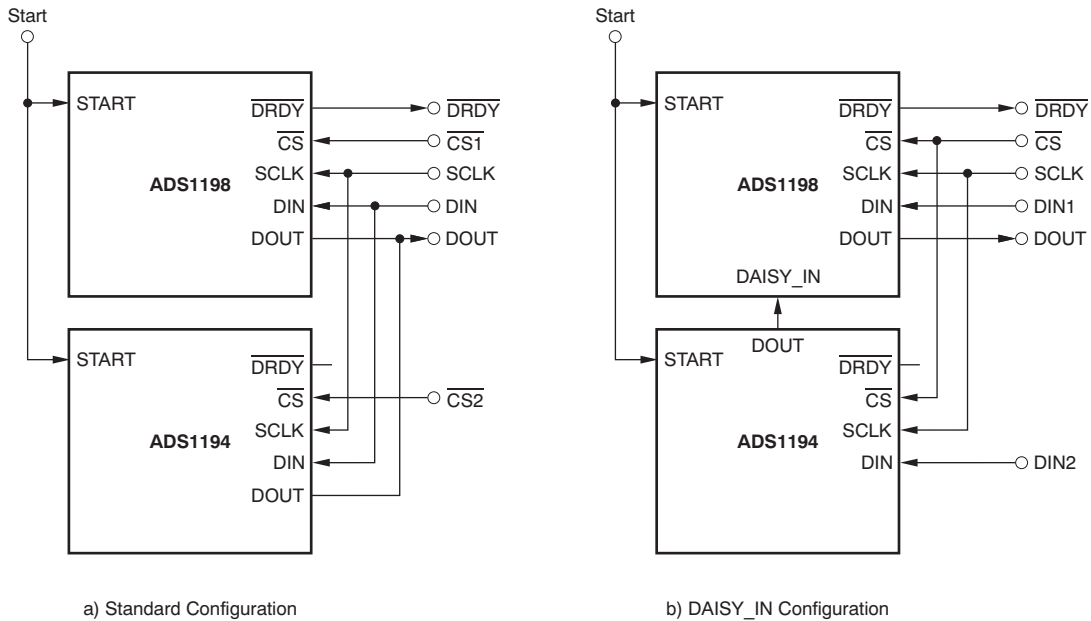 Start
START
DRDY
DRDY
CS
CS1
SCLK
SCLK
ADS1198
DIN
DIN
DOUT
DOUT
START
DRDY
CS
CS2
ADS1194
SCLK
DIN
DOUT
a) Standard Configuration
Start
START
DRDY
DRDY
CS
CS
SCLK
SCLK
ADS1198
DIN
DIN1
DOUT
DOUT
DAISY_IN
DOUT
START
DRDY
CS
SCLK
ADS1194
DIN
DIN2
b) DAISY_IN Configuration